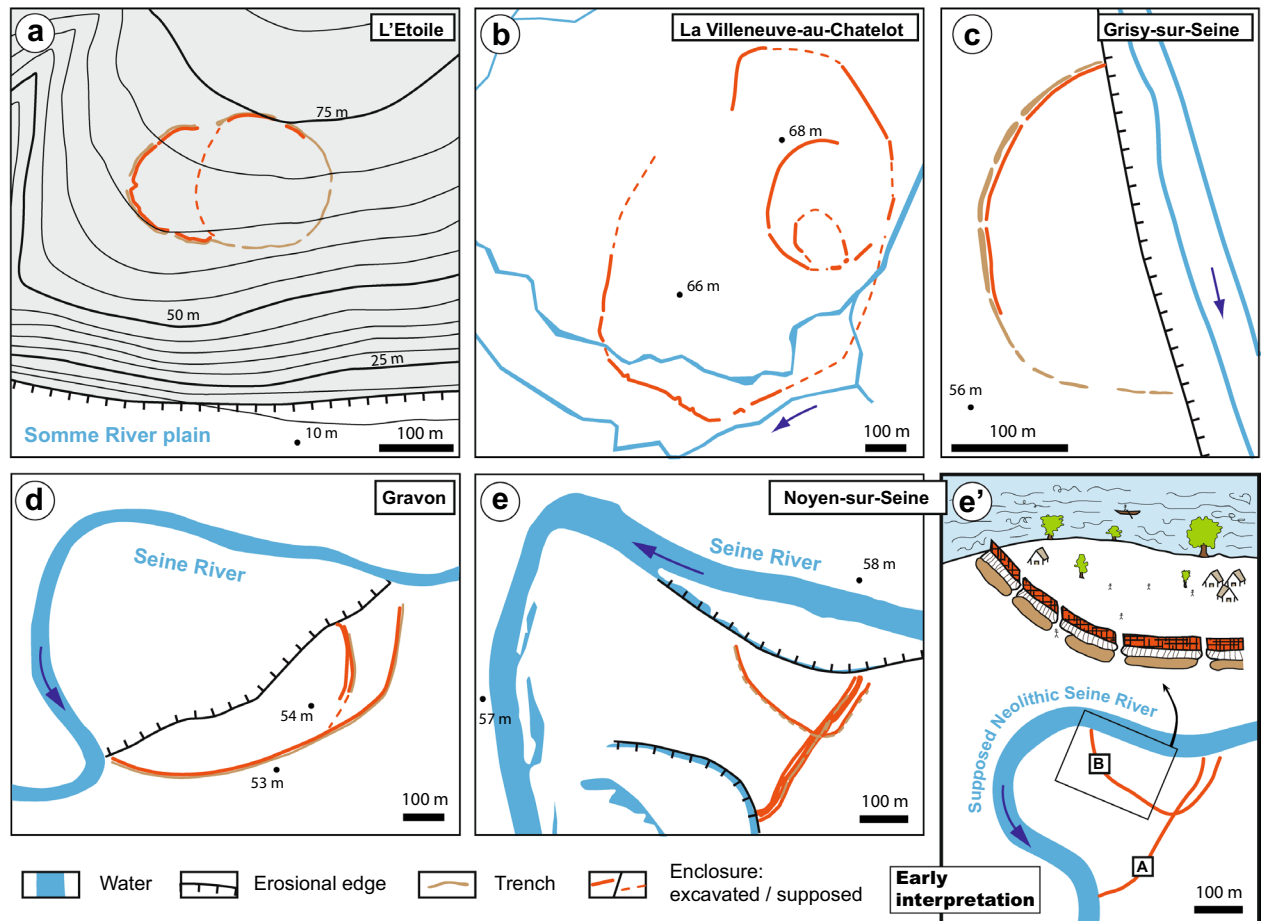 a
L'Etoile
75 m
50 m
25 m
Somme River plain
10 m
100 m
b
La Villeneuve-au-Chatelot
68 m
66 m
100 m
c
Grisy-sur-Seine
56 m
100 m
d
Gravon
Seine River
54 m
53 m
100 m
e
Noyen-sur-Seine
Seine River
58 m
57 m
100 m
e'
Supposed Neolithic Seine River
B
A
100 m
Early
interpretation
Water
Erosional edge
Trench
Enclosure:
excavated / supposed